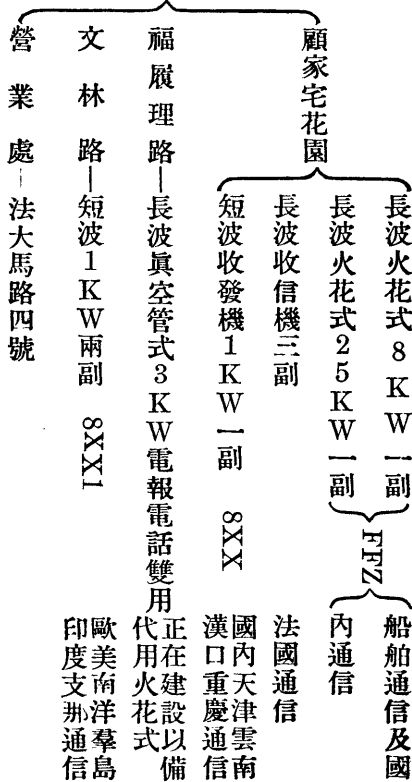 顧家宅花園
長波火花式8KW一副
長波火花式25KW一副
FFZ
船舶通信及國
內通信
長波收信機三副
法國通信
短波收發機1KW一副 8XX
國內天津雲南
漢口重慶通信
福履理路—長波眞空管式3KW電報電話雙用
正在建設以備
代用火花式
文林路—短波1KW兩副 8XX1
歐美南洋羣島
印度支那通信
營業處—法大馬路四號